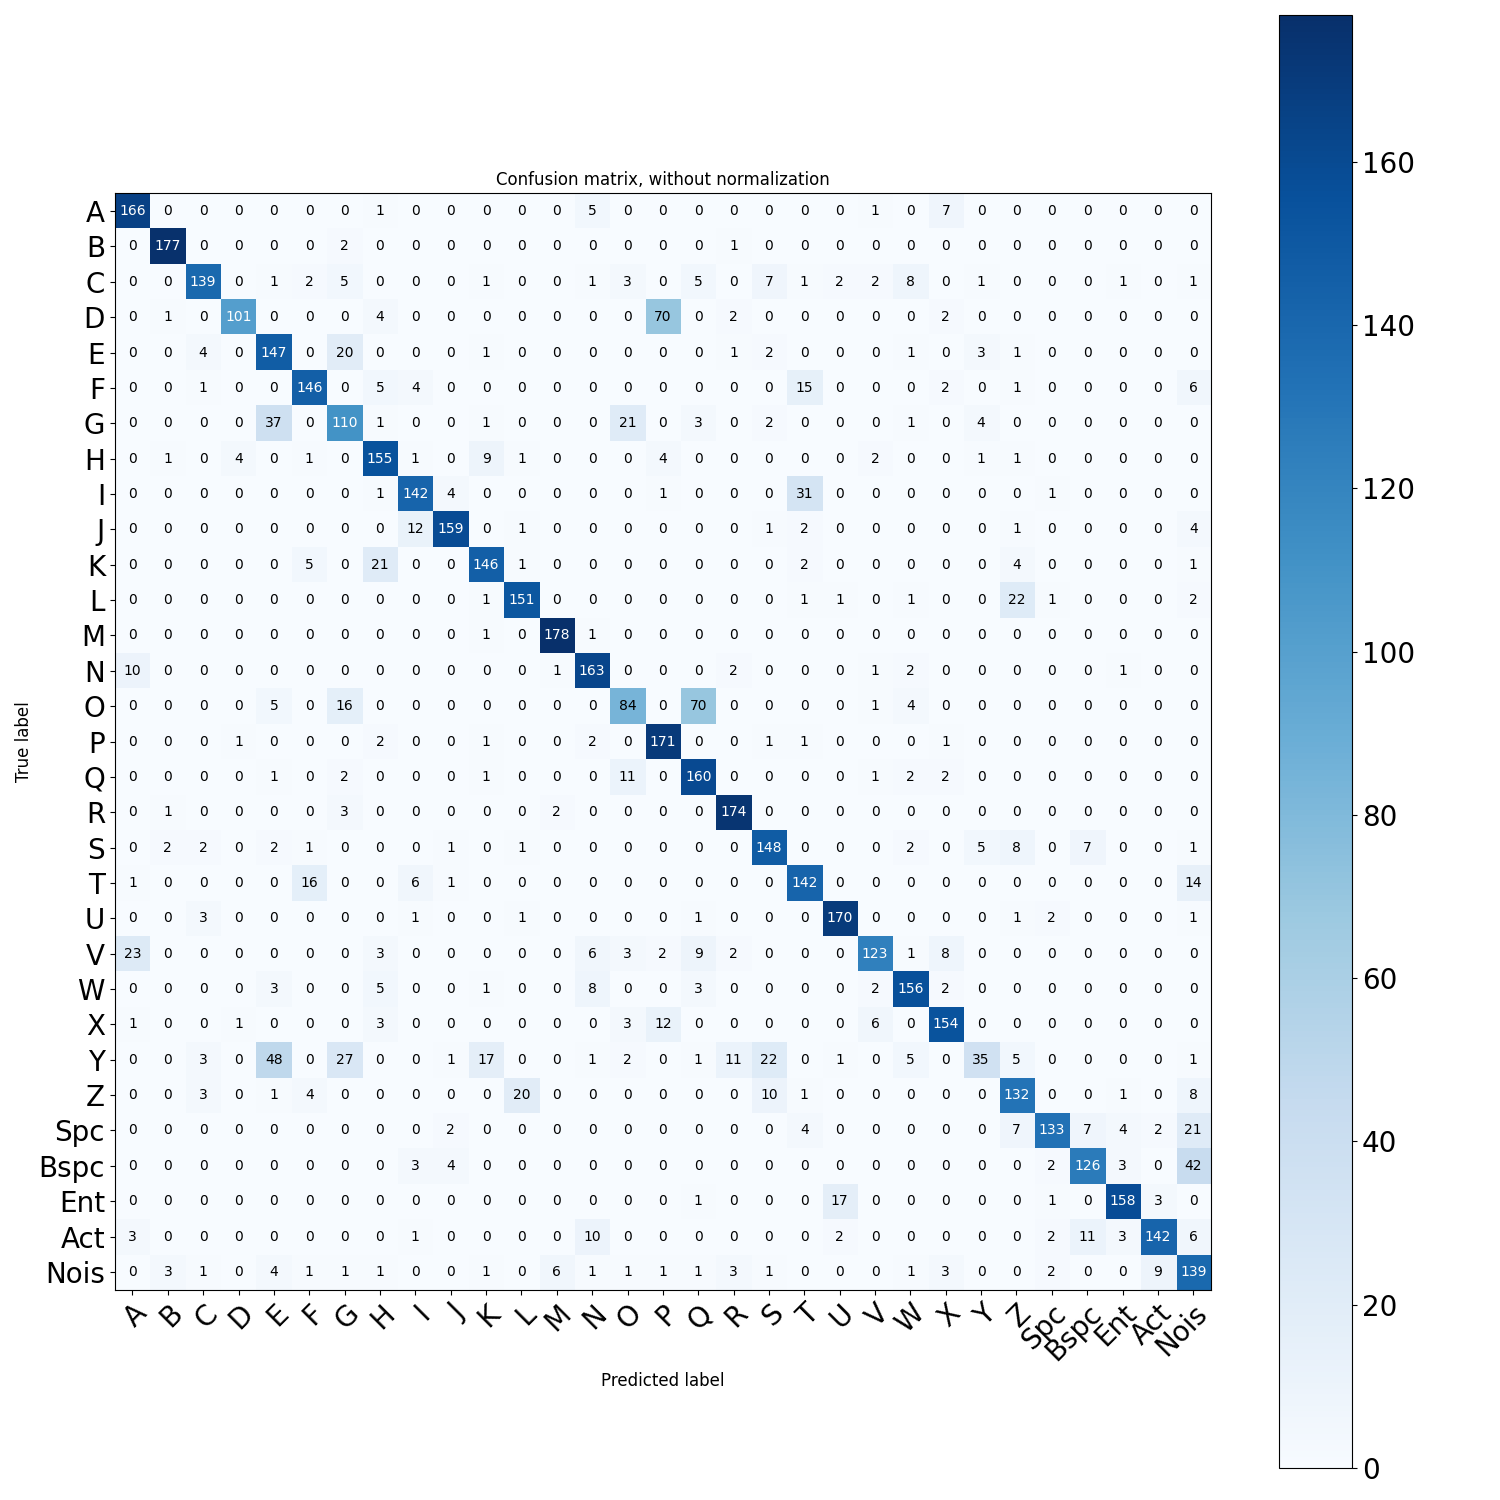 Confusion matrix, without normalization
A 166 0 0 0 0 0 0 1 0 0 0 0 0 5 0 0 0 0 0 0 0 1 0 7 0 0 0 0 0 0 0
B 0 177 0 0 0 0 2 0 0 0 0 0 0 0 0 0 0 1 0 0 0 0 0 0 0 0 0 0 0 0 0
C 0 0 139 0 1 2 5 0 0 0 1 0 0 1 3 0 5 0 7 1 2 2 8 0 1 0 0 0 1 0 1
D 0 1 0 101 0 0 0 4 0 0 0 0 0 0 0 70 0 2 0 0 0 0 0 2 0 0 0 0 0 0 0
E 0 0 4 0 147 0 20 0 0 0 1 0 0 0 0 0 0 1 2 0 0 0 1 0 3 1 0 0 0 0 0
F 0 0 1 0 0 146 0 5 4 0 0 0 0 0 0 0 0 0 0 15 0 0 0 2 0 1 0 0 0 0 6
G 0 0 0 0 37 0 110 1 0 0 1 0 0 0 21 0 3 0 2 0 0 0 1 0 4 0 0 0 0 0 0
H 0 1 0 4 0 1 0 155 1 0 9 1 0 0 0 4 0 0 0 0 0 2 0 0 1 1 0 0 0 0 0
I 0 0 0 0 0 0 0 1 142 4 0 0 0 0 0 1 0 0 0 31 0 0 0 0 0 0 1 0 0 0 0
J 0 0 0 0 0 0 0 0 12 159 0 1 0 0 0 0 0 0 1 2 0 0 0 0 0 1 0 0 0 0 4
K 0 0 0 0 0 5 0 21 0 0 146 1 0 0 0 0 0 0 0 2 0 0 0 0 0 4 0 0 0 0 1
L 0 0 0 0 0 0 0 0 0 0 1 151 0 0 0 0 0 0 0 1 1 0 1 0 0 22 1 0 0 0 2
M 0 0 0 0 0 0 0 0 0 0 1 0 178 1 0 0 0 0 0 0 0 0 0 0 0 0 0 0 0 0 0
N 10 0 0 0 0 0 0 0 0 0 0 0 1 163 0 0 0 2 0 0 0 1 2 0 0 0 0 0 1 0 0
O 0 0 0 0 5 0 16 0 0 0 0 0 0 0 84 0 70 0 0 0 0 1 4 0 0 0 0 0 0 0 0
P 0 0 0 1 0 0 0 2 0 0 1 0 0 2 0 171 0 0 1 1 0 0 0 1 0 0 0 0 0 0 0
Q 0 0 0 0 1 0 2 0 0 0 1 0 0 0 11 0 160 0 0 0 0 1 2 2 0 0 0 0 0 0 0
R 0 1 0 0 0 0 3 0 0 0 0 0 2 0 0 0 0 174 0 0 0 0 0 0 0 0 0 0 0 0 0
S 0 2 2 0 2 1 0 0 0 1 0 1 0 0 0 0 0 0 148 0 0 0 2 0 5 8 0 7 0 0 1
T 1 0 0 0 0 16 0 0 6 1 0 0 0 0 0 0 0 0 0 142 0 0 0 0 0 0 0 0 0 0 14
U 0 0 3 0 0 0 0 0 1 0 0 1 0 0 0 0 1 0 0 0 170 0 0 0 0 1 2 0 0 0 1
V 23 0 0 0 0 0 0 3 0 0 0 0 0 6 3 2 9 2 0 0 0 123 1 8 0 0 0 0 0 0 0
W 0 0 0 0 3 0 0 5 0 0 1 0 0 8 0 0 3 0 0 0 0 2 156 2 0 0 0 0 0 0 0
X 1 0 0 1 0 0 0 3 0 0 0 0 0 0 3 12 0 0 0 0 0 6 0 154 0 0 0 0 0 0 0
Y 0 0 3 0 48 0 27 0 0 1 17 0 0 1 2 0 1 11 22 0 1 0 5 0 35 5 0 0 0 0 1
Z 0 0 3 0 1 4 0 0 0 0 0 20 0 0 0 0 0 0 10 1 0 0 0 0 0 132 0 0 1 0 8
Spc 0 0 0 0 0 0 0 0 0 2 0 0 0 0 0 0 0 0 0 4 0 0 0 0 0 7 133 7 4 2 21
Bspc 0 0 0 0 0 0 0 0 3 4 0 0 0 0 0 0 0 0 0 0 0 0 0 0 0 0 2 126 3 0 42
Ent 0 0 0 0 0 0 0 0 0 0 0 0 0 0 0 0 1 0 0 0 17 0 0 0 0 0 1 0 158 3 0
Act 3 0 0 0 0 0 0 0 1 0 0 0 0 10 0 0 0 0 0 0 2 0 0 0 0 0 2 11 3 142 6
Nois 0 3 1 0 4 1 1 1 0 0 1 0 6 1 1 1 1 3 1 0 0 0 1 3 0 0 2 0 0 9 139
A B C D E F G H I J K L M N O P Q R S T U V W X Y Z Spc Bspc Ent Act Nois
Predicted label
True label
160
140
120
100
80
60
40
20
0